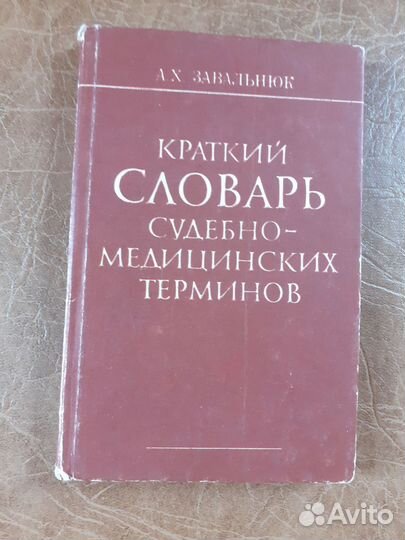 А.Х. ЗАВАЛЬНЮК
КРАТКИЙ
СЛОВАРЬ
СУДЕБНО-
МЕДИЦИНСКИХ
ТЕРМИНОВ
Avito